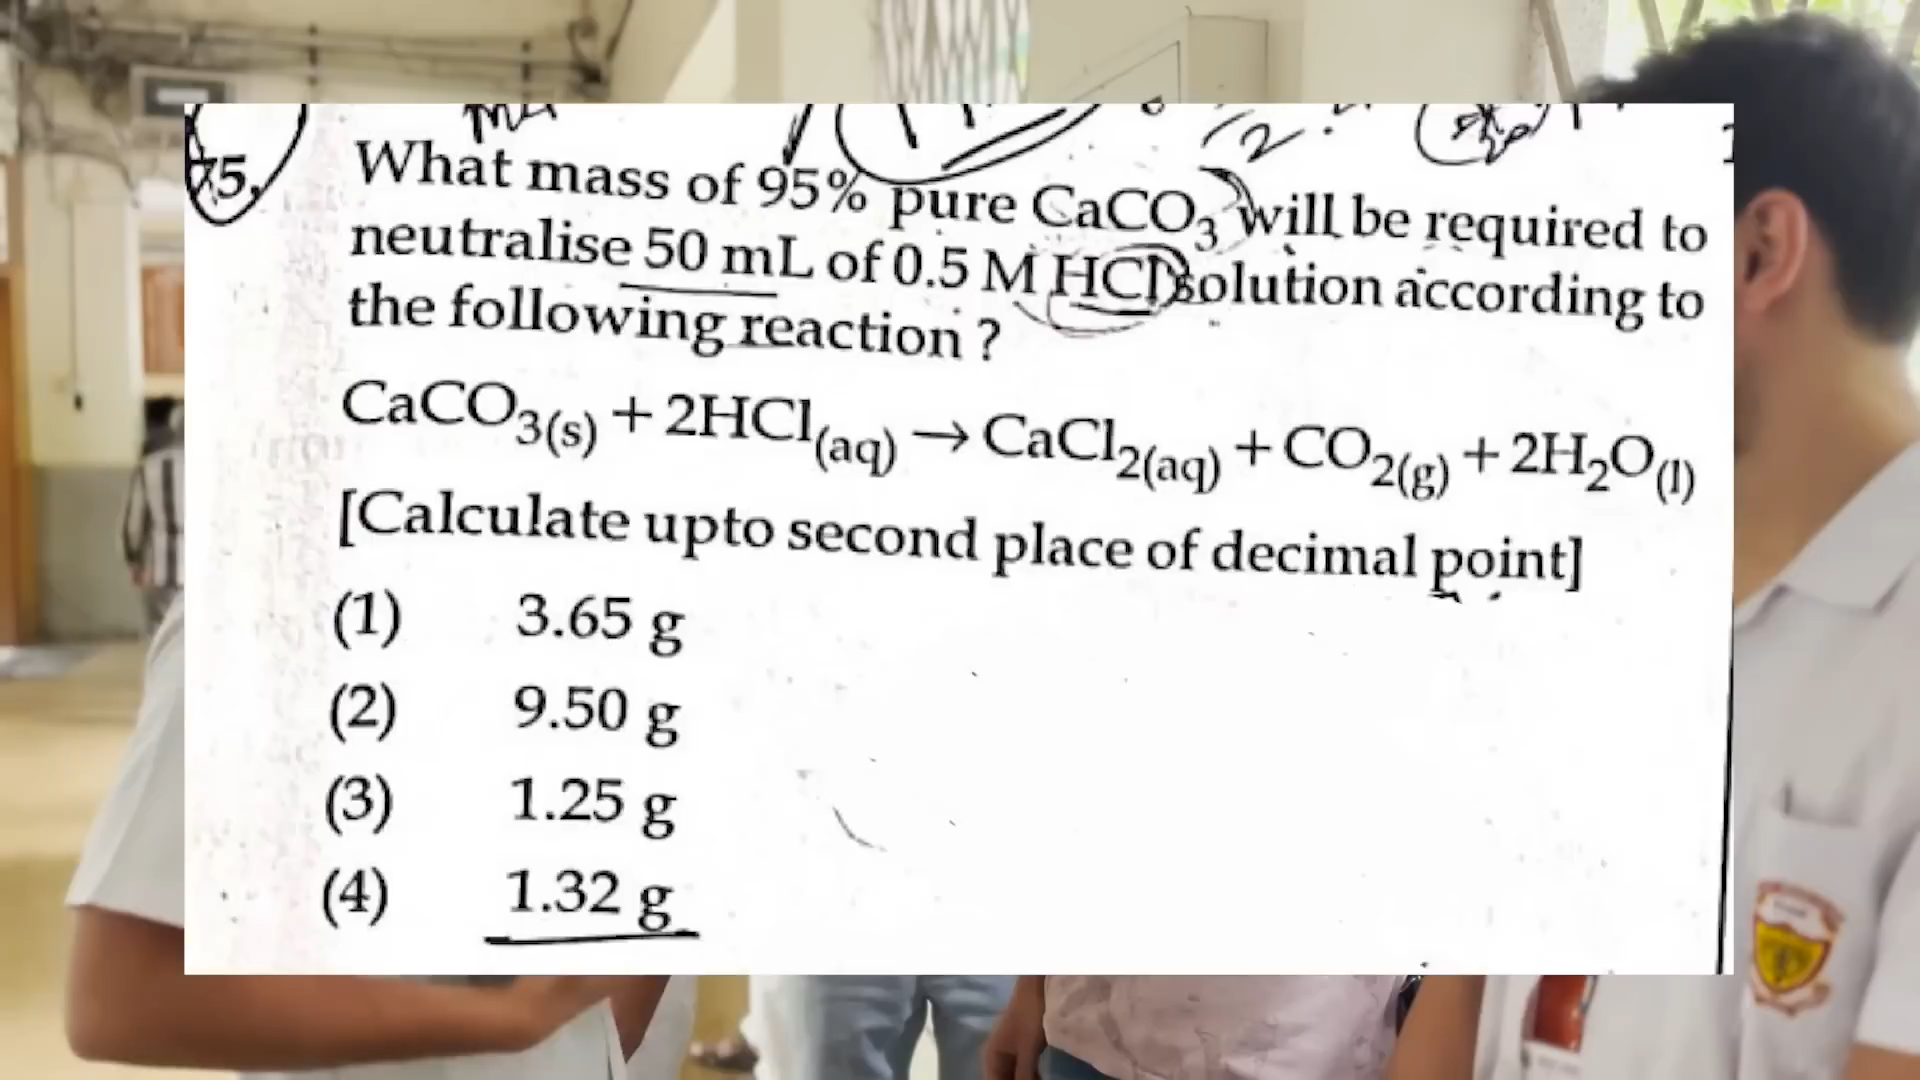 75.
What mass of 95% pure CaCO₃ will be required to
neutralise 50 mL of 0.5 M HCl solution according to
the following reaction ?
CaCO₃(s) + 2HCl(aq) → CaCl₂(aq) + CO₂(g) + 2H₂O(l)
[Calculate upto second place of decimal point]
(1) 3.65 g
(2) 9.50 g
(3) 1.25 g
(4) 1.32 g